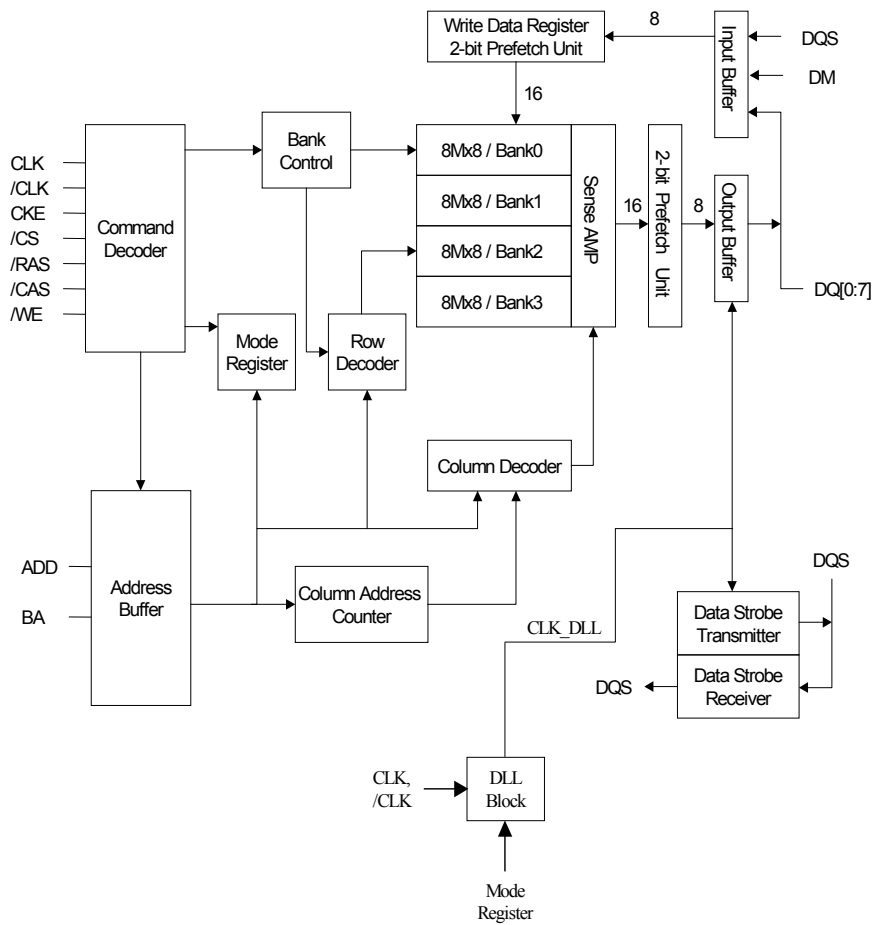 Write Data Register
2-bit Prefetch Unit
8
Input Buffer
DQS
DM
16
Bank
Control
8Mx8 / Bank0
8Mx8 / Bank1
8Mx8 / Bank2
8Mx8 / Bank3
Sense AMP
16
2-bit Prefetch Unit
8
Output Buffer
DQ[0:7]
CLK
/CLK
CKE
/CS
/RAS
/CAS
/WE
Command
Decoder
Mode
Register
Row
Decoder
Column Decoder
ADD
BA
Address
Buffer
Column Address
Counter
CLK_DLL
DQS
Data Strobe
Transmitter
Data Strobe
Receiver
DQS
CLK,
/CLK
DLL
Block
Mode
Register